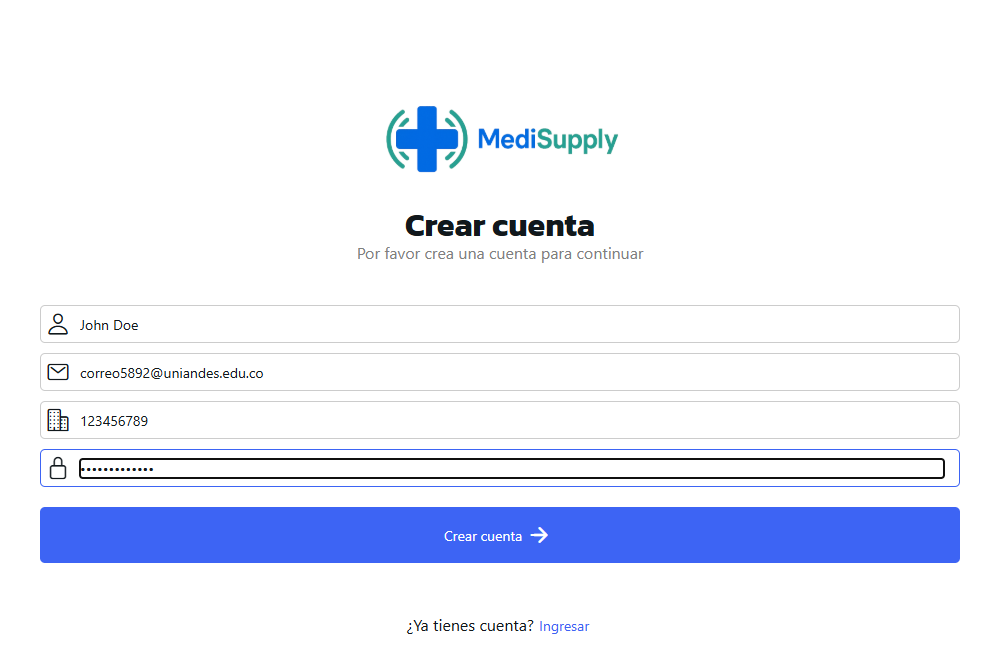 MediSupply
Crear cuenta
Por favor crea una cuenta para continuar
John Doe
correo5892@uniandes.edu.co
123456789
•••••••••••••
Crear cuenta →
¿Ya tienes cuenta? Ingresar